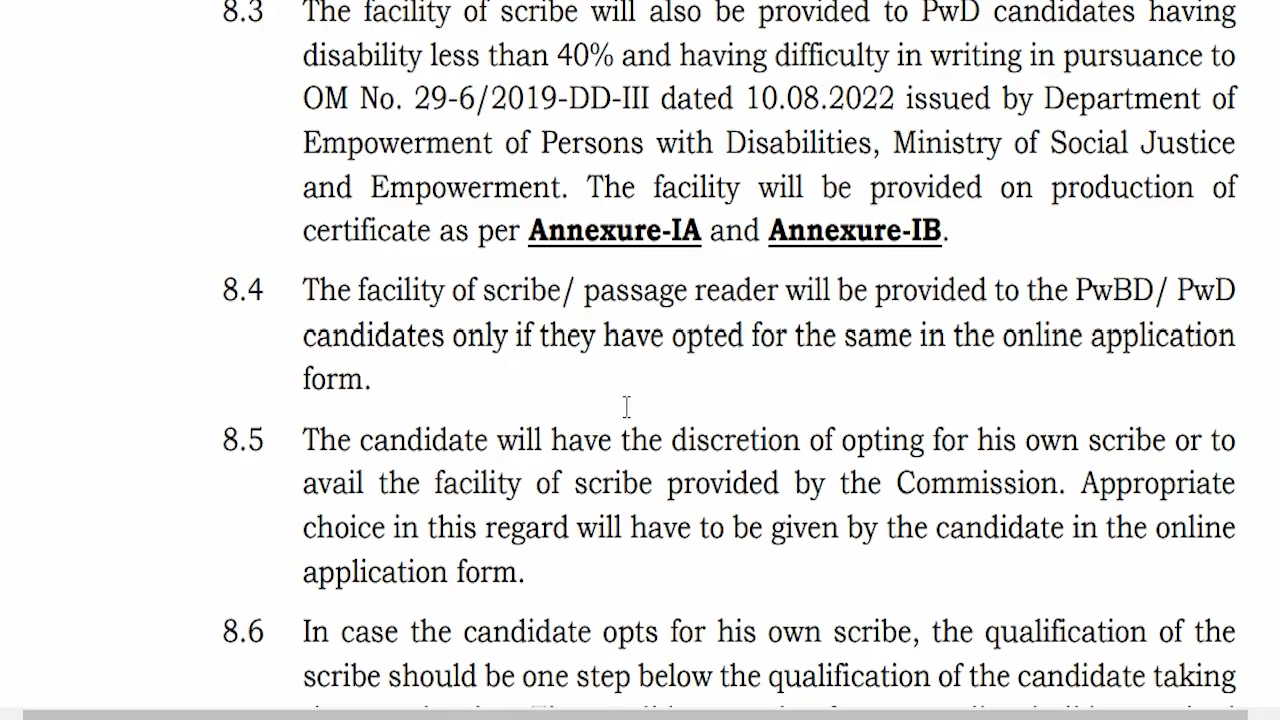 8.3 The facility of scribe will also be provided to PwD candidates having
disability less than 40% and having difficulty in writing in pursuance to
OM No. 29-6/2019-DD-III dated 10.08.2022 issued by Department of
Empowerment of Persons with Disabilities, Ministry of Social Justice
and Empowerment. The facility will be provided on production of
certificate as per Annexure-IA and Annexure-IB.
8.4 The facility of scribe/ passage reader will be provided to the PwBD/ PwD
candidates only if they have opted for the same in the online application
form.
8.5 The candidate will have the discretion of opting for his own scribe or to
avail the facility of scribe provided by the Commission. Appropriate
choice in this regard will have to be given by the candidate in the online
application form.
8.6 In case the candidate opts for his own scribe, the qualification of the
scribe should be one step below the qualification of the candidate taking